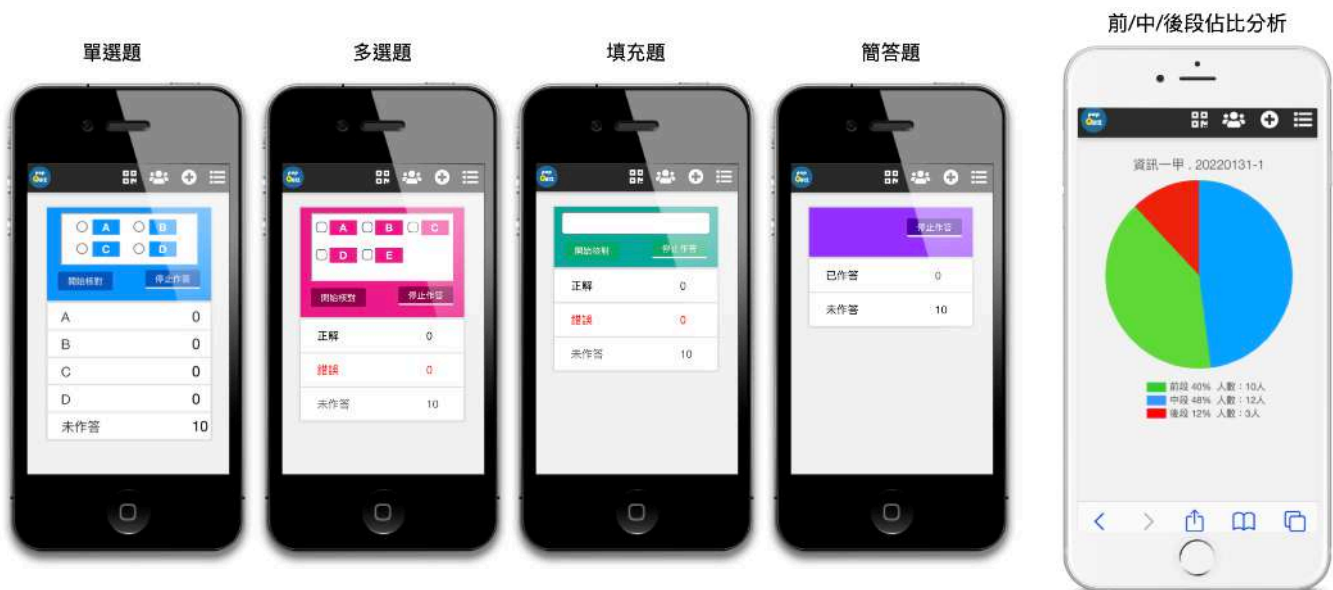 單選題
A
B
C
D
開始核對
停止作答
A 0
B 0
C 0
D 0
未作答 10
多選題
A
B
C
D
E
開始核對
停止作答
正解 0
錯誤 0
未作答 10
填充題
開始核對
停止作答
正解 0
錯誤 0
未作答 10
簡答題
停止作答
已作答 0
未作答 10
前/中/後段佔比分析
資訊一甲 . 20220131-1
前段 40% 人數：10人
中段 48% 人數：12人
後段 12% 人數：3人